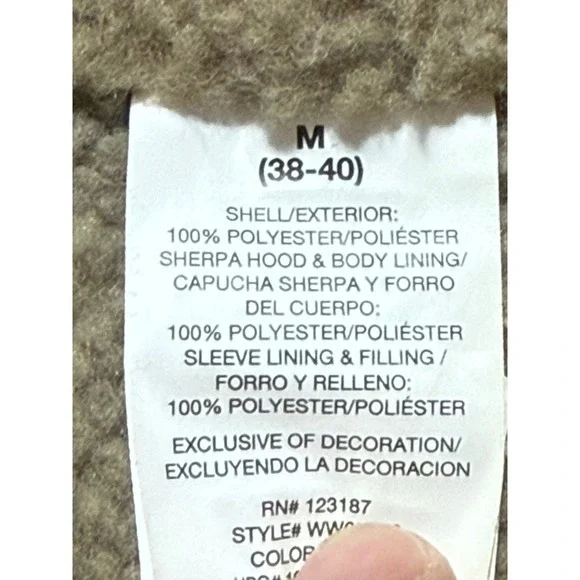 M
(38-40)
SHELL/EXTERIOR:
100% POLYESTER/POLIÉSTER
SHERPA HOOD & BODY LINING/
CAPUCHA SHERPA Y FORRO
DEL CUERPO:
100% POLYESTER/POLIÉSTER
SLEEVE LINING & FILLING /
FORRO Y RELLENO:
100% POLYESTER/POLIÉSTER
EXCLUSIVE OF DECORATION/
EXCLUYENDO LA DECORACION
RN# 123187
STYLE#
COLOR